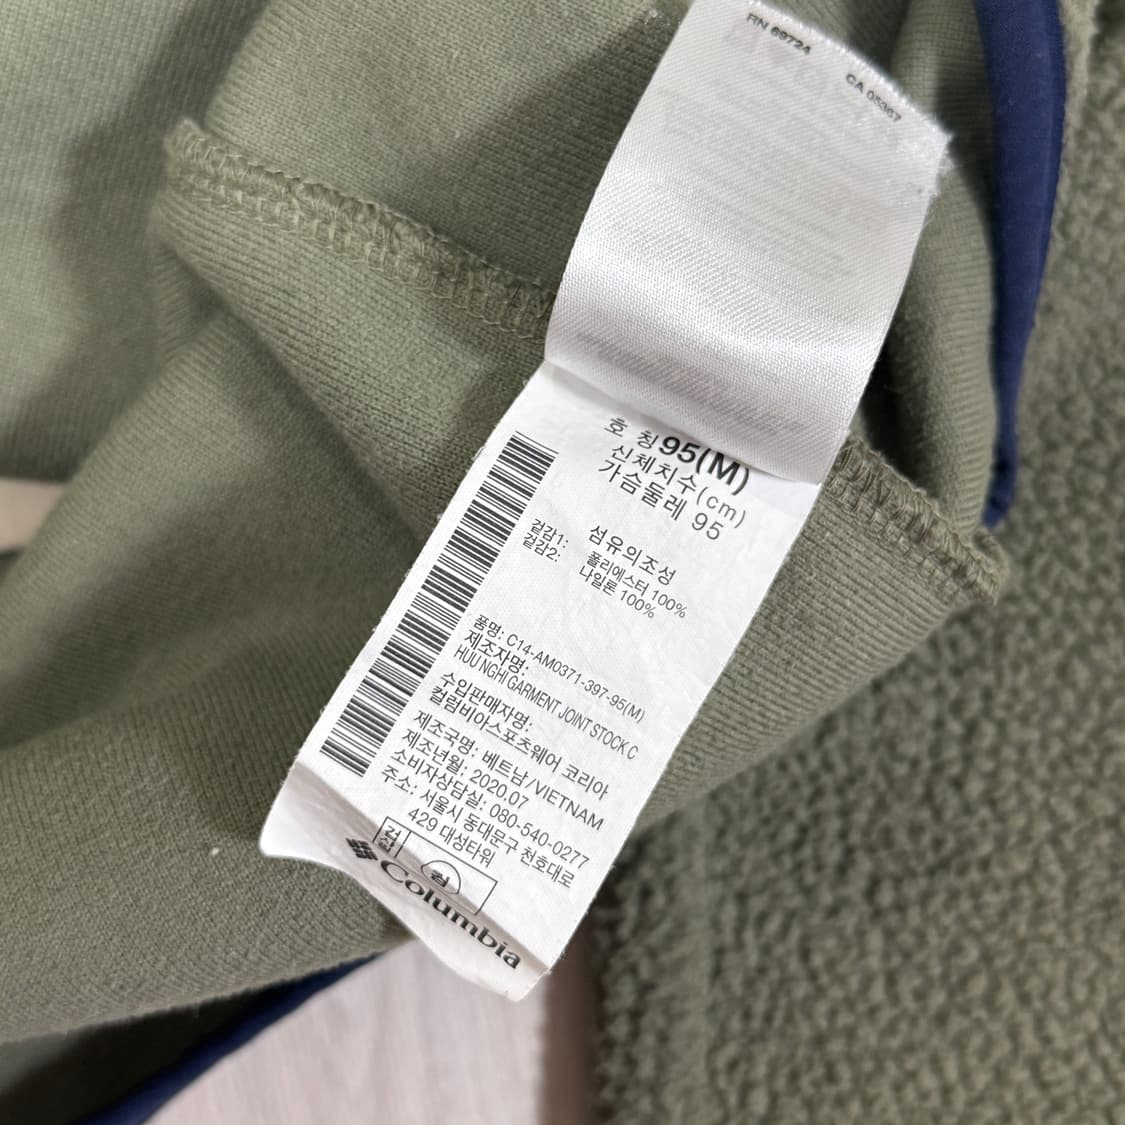 RN 69724
CA 05367
호 칭 95(M)
신체치수(cm)
가슴둘레 95
섬유의조성
겉감1: 폴리에스터 100%
겉감2: 나일론 100%
품명: C14-AM0371-397-95(M)
제조자명:
HUU NGHI GARMENT JOINT STOCK C
수입판매자명:
컬럼비아스포츠웨어 코리아
제조국명: 베트남/VIETNAM
제조년월: 2020.07
소비자상담실: 080-540-0277
주소: 서울시 동대문구 천호대로
429 대성타워
검
컴
Columbia